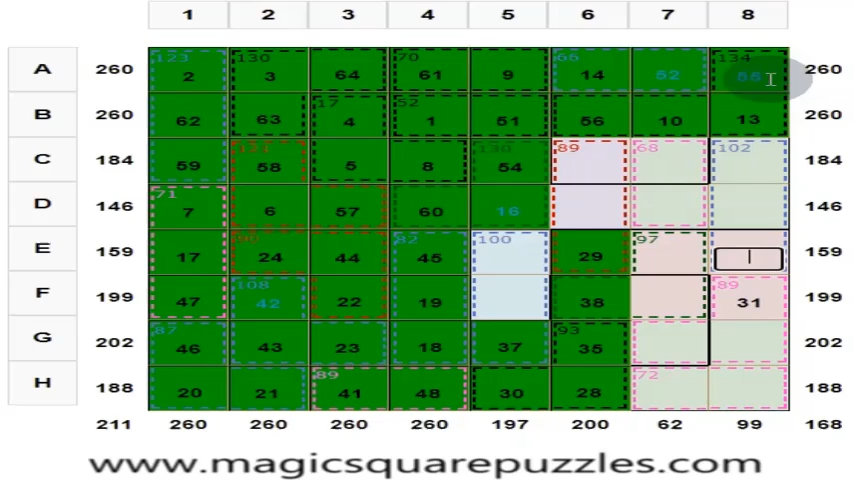 1 2 3 4 5 6 7 8
A 260 123 2 130 3 64 70 61 9 66 14 52 134 55 260
B 260 62 63 17 4 52 1 51 56 10 13 260
C 184 59 58 5 8 54 89 68 102 184
D 146 71 7 6 57 60 16 146
E 159 17 24 44 82 45 100 29 97 159
F 199 47 108 42 22 19 38 89 31 199
G 202 87 46 43 23 18 37 93 35 202
H 188 20 21 89 41 48 30 28 72 188
211 260 260 260 260 197 200 62 99 168
www.magicsquarepuzzles.com